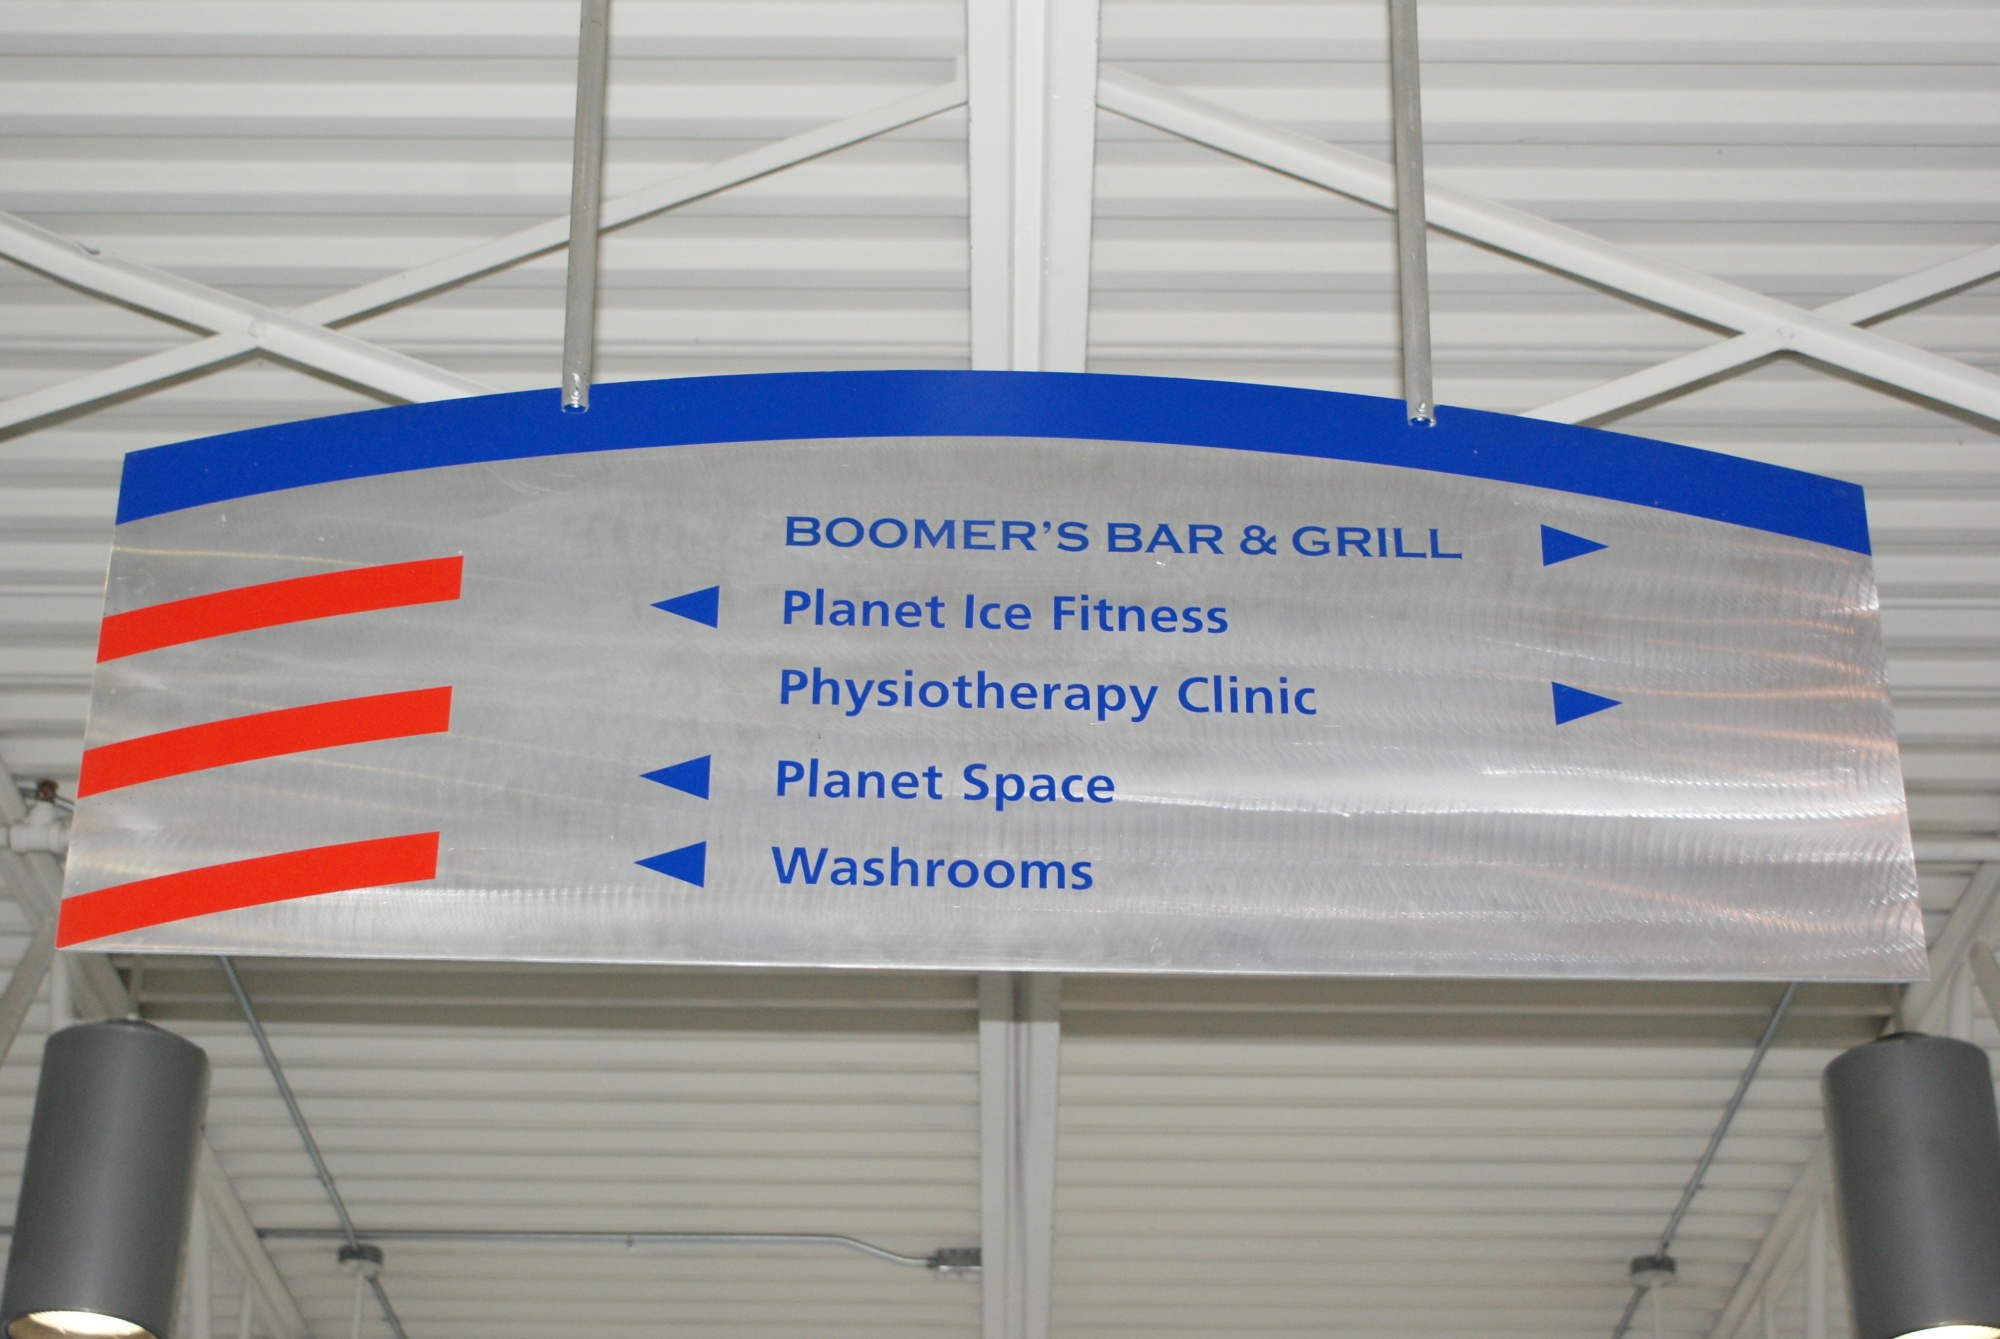 BOOMER'S BAR & GRILL
Planet Ice Fitness
Physiotherapy Clinic
Planet Space
Washrooms